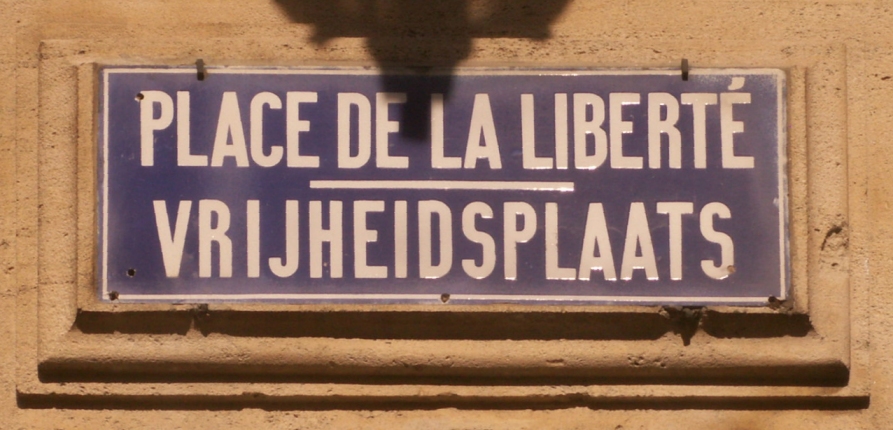 PLACE DE LA LIBERTÉ
VRIJHEIDSPLAATS